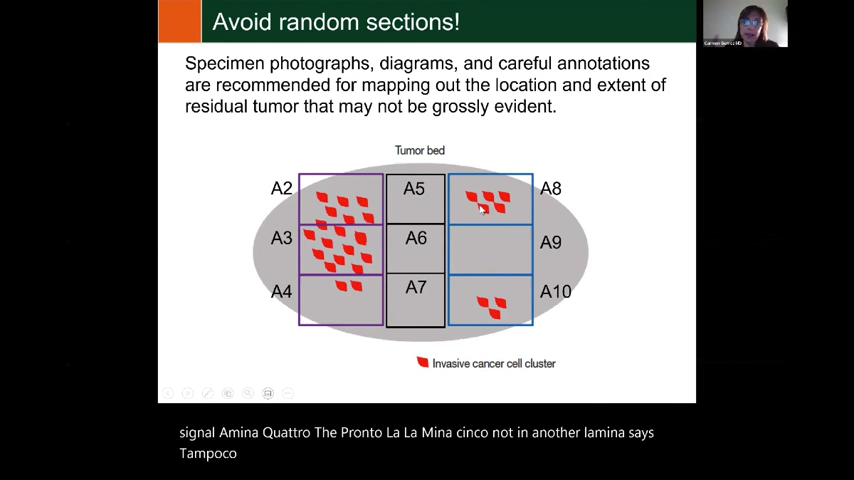 Avoid random sections!
Specimen photographs, diagrams, and careful annotations
are recommended for mapping out the location and extent of
residual tumor that may not be grossly evident.
Tumor bed
A2
A5
A8
A3
A6
A9
A4
A7
A10
Invasive cancer cell cluster
signal Amina Quattro The Pronto La La Mina cinco not in another lamina says
Tampoco